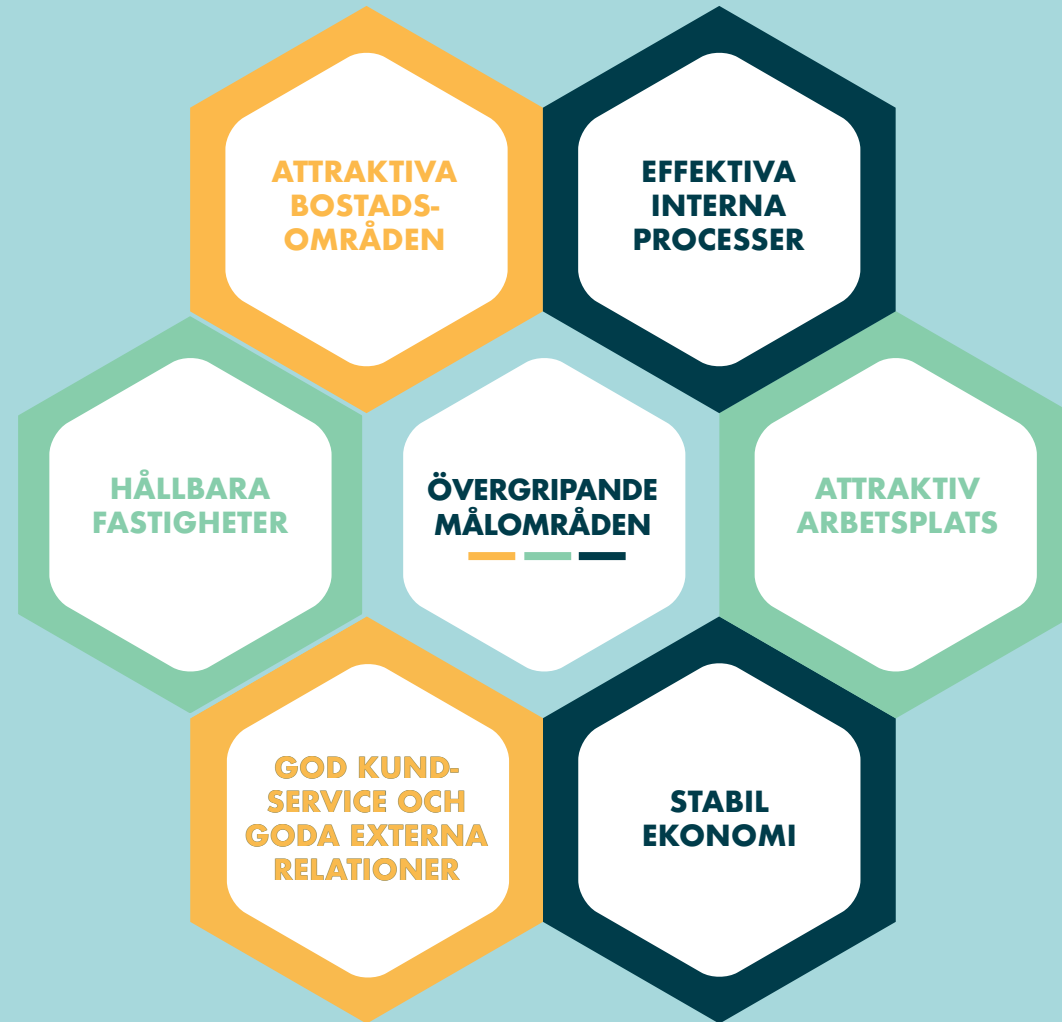 ATTRAKTIVA
BOSTADS-
OMRÅDEN
EFFEKTIVA
INTERNA
PROCESSER
HÅLLBARA
FASTIGHETER
ÖVERGRIPANDE
MÅLOMRÅDEN
ATTRAKTIV
ARBETSPLATS
GOD KUND-
SERVICE OCH
GODA EXTERNA
RELATIONER
STABIL
EKONOMI